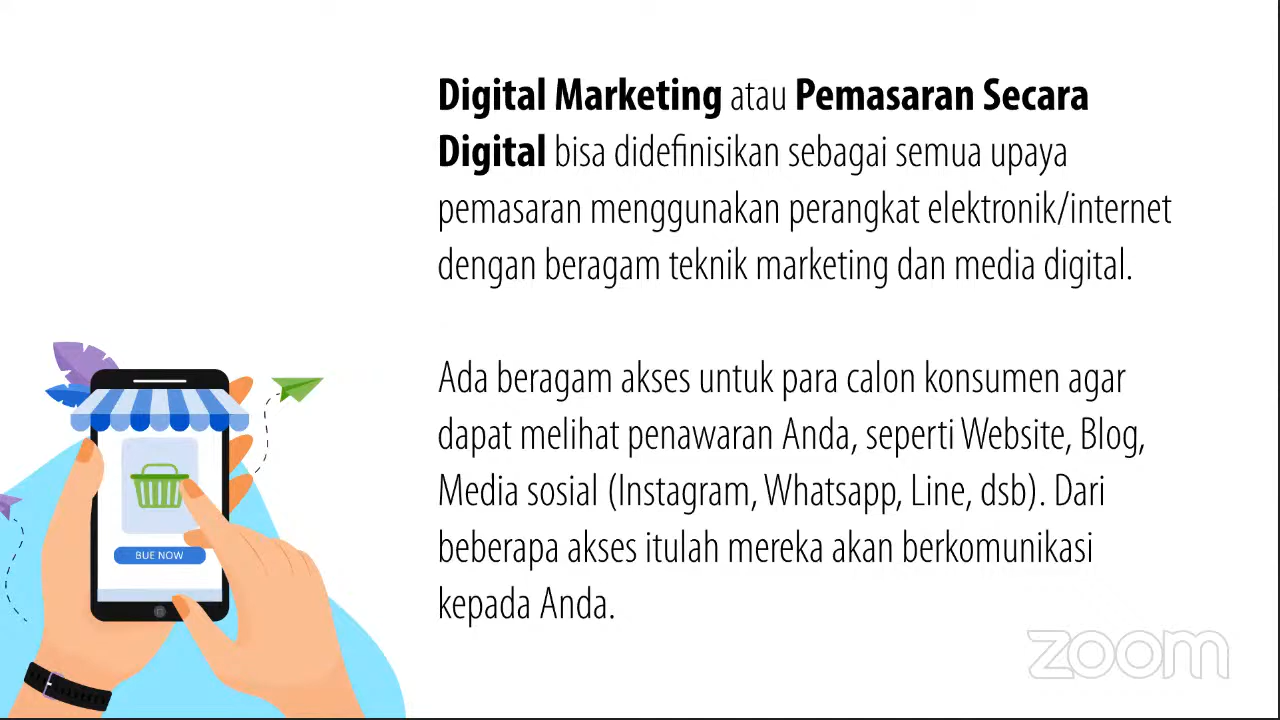 Digital Marketing atau Pemasaran Secara
Digital bisa didefinisikan sebagai semua upaya
pemasaran menggunakan perangkat elektronik/internet
dengan beragam teknik marketing dan media digital.
Ada beragam akses untuk para calon konsumen agar
dapat melihat penawaran Anda, seperti Website, Blog,
Media sosial (Instagram, Whatsapp, Line, dsb). Dari
beberapa akses itulah mereka akan berkomunikasi
kepada Anda.
BUE NOW
zoom